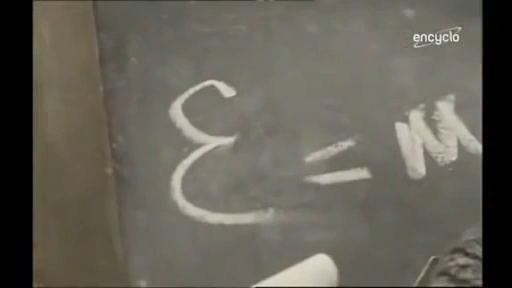 encyclo
Ɛ = m